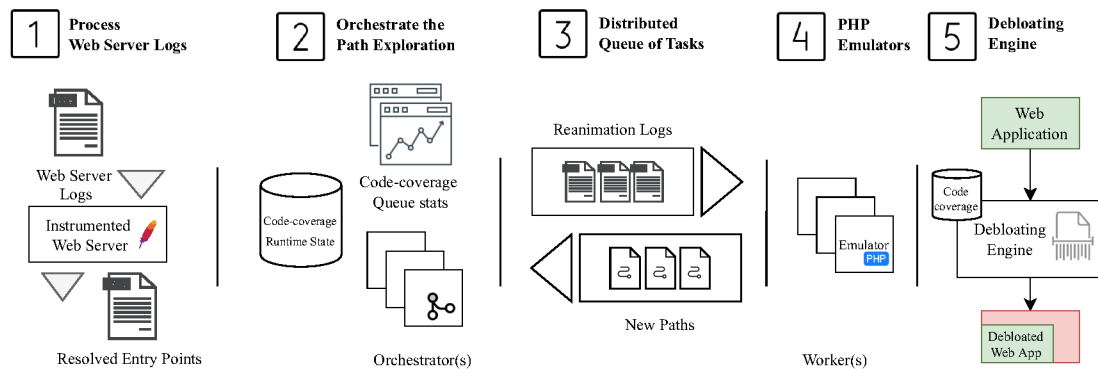 1
Process
Web Server Logs
Web Server
Logs
Instrumented
Web Server
Resolved Entry Points
2
Orchestrate the
Path Exploration
Code-coverage
Queue stats
Code-coverage
Runtime State
Orchestrator(s)
3
Distributed
Queue of Tasks
Reanimation Logs
New Paths
4
PHP
Emulators
Emulator
PHP
Worker(s)
5
Debloating
Engine
Web
Application
Code
coverage
Debloating
Engine
Debloated
Web App